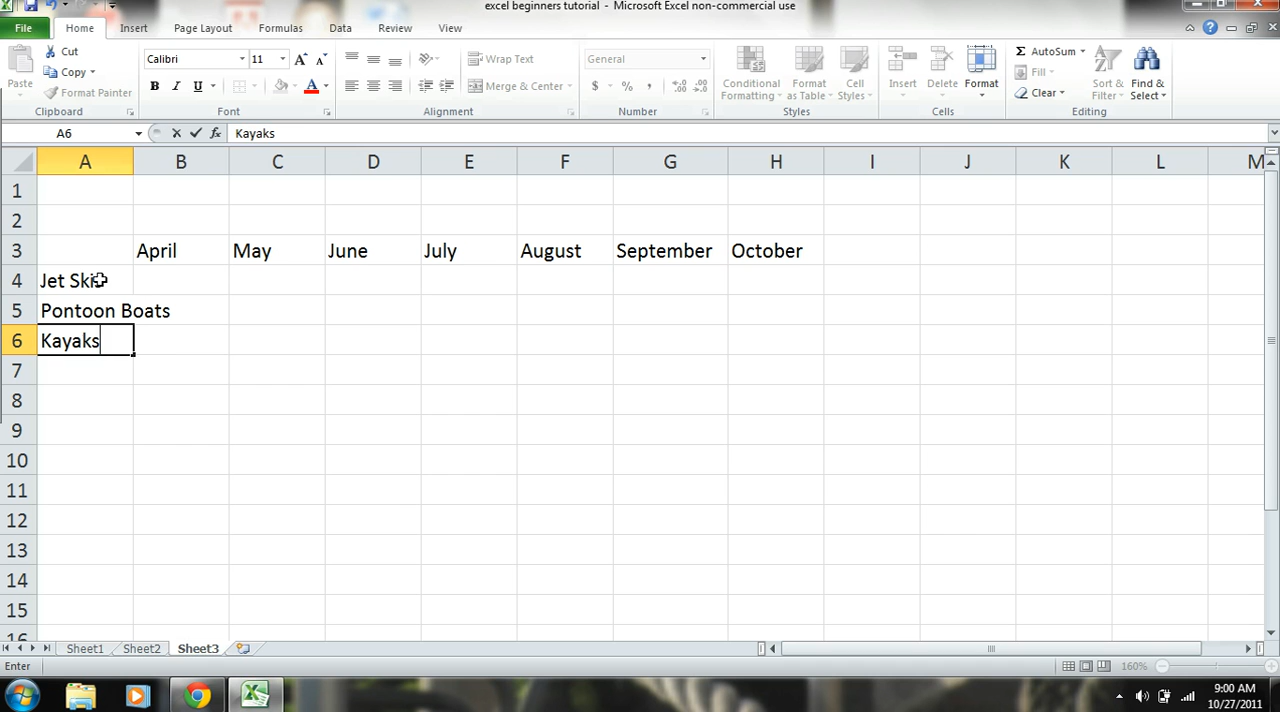 excel beginners tutorial - Microsoft Excel non-commercial use
File Home Insert Page Layout Formulas Data Review View
Paste Cut Copy Format Painter
Calibri 11 A A
B I U A
Wrap Text
Merge & Center
General
$ % , .00 .0
Conditional Formatting Format as Table Cell Styles
Insert Delete Format
Σ AutoSum Fill Clear
Sort & Filter Find & Select
Clipboard Font Alignment Number Styles Cells Editing
A6 fx Kayaks
A B C D E F G H I J K L M
1
2
3 April May June July August September October
4 Jet Ski
5 Pontoon Boats
6 Kayaks
7
8
9
10
11
12
13
14
15
16
Sheet1 Sheet2 Sheet3
Enter 160%
9:00 AM
10/27/2011